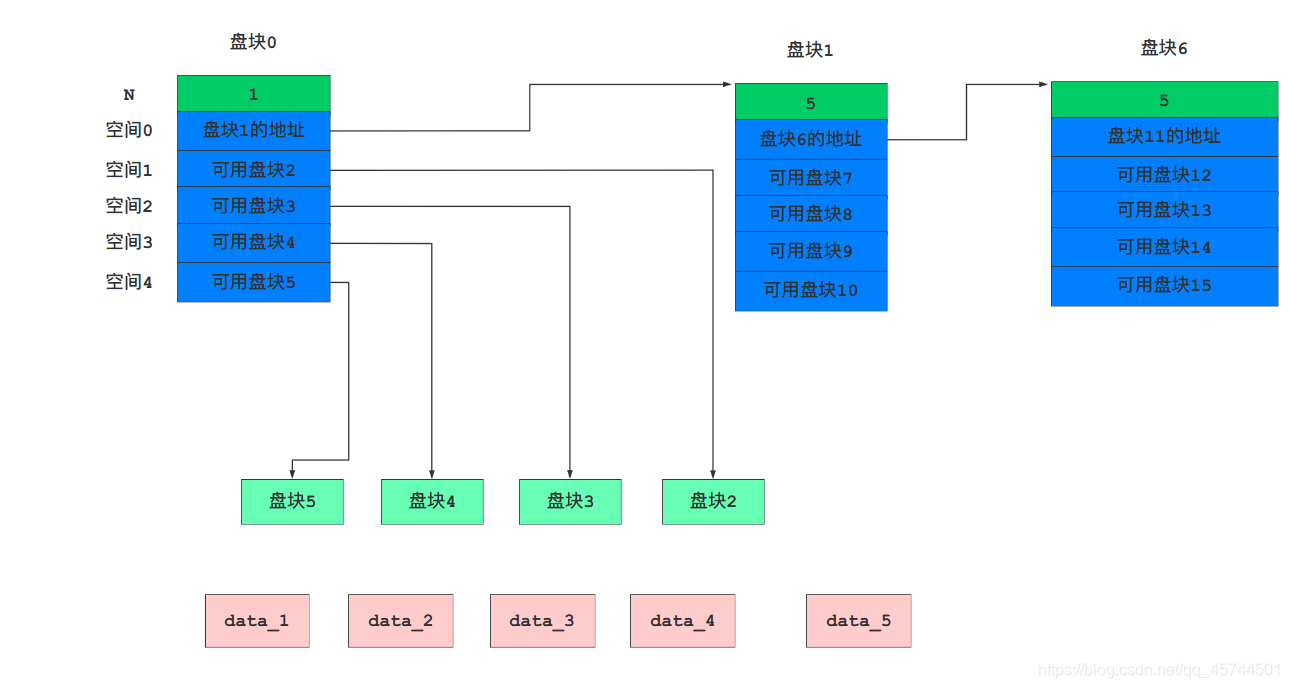 盘块0
盘块1
盘块6
N
1
5
5
空间0
盘块1的地址
盘块6的地址
盘块11的地址
空间1
可用盘块2
可用盘块7
可用盘块12
空间2
可用盘块3
可用盘块8
可用盘块13
空间3
可用盘块4
可用盘块9
可用盘块14
空间4
可用盘块5
可用盘块10
可用盘块15
盘块5
盘块4
盘块3
盘块2
data_1
data_2
data_3
data_4
data_5
https://blog.csdn.net/qq_45744501